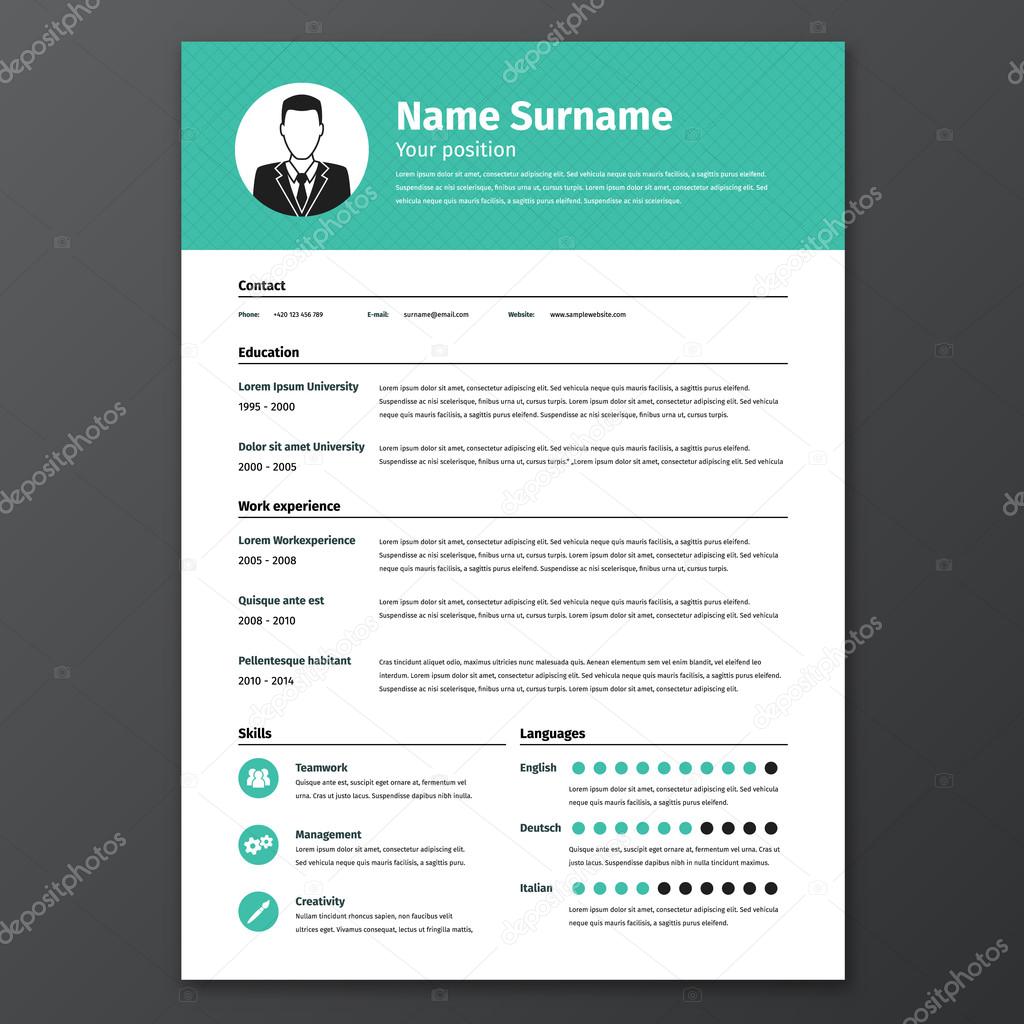 Name Surname
Your position
Lorem ipsum dolor sit amet, consectetur adipiscing elit. Sed vehicula neque quis mauris facilisis, a sagittis purus eleifend.
Suspendisse ac nisi scelerisque, finibus urna ut, cursus turpis. Lorem ipsum dolor sit amet, consectetur adipiscing elit. Sed
vehicula neque quis mauris facilisis, a sagittis purus eleifend. Suspendisse ac nisi scelerisque.
Contact
Phone: +420 123 456 789 E-mail: surname@email.com Website: www.samplewebsite.com
Education
Lorem Ipsum University
1995 - 2000
Lorem ipsum dolor sit amet, consectetur adipiscing elit. Sed vehicula neque quis mauris facilisis, a sagittis purus eleifend.
Suspendisse ac nisi scelerisque, finibus urna ut, cursus turpis. Lorem ipsum dolor sit amet, consectetur adipiscing elit. Sed vehicula
neque quis mauris facilisis, a sagittis purus eleifend. Suspendisse ac nisi scelerisque, finibus urna ut, cursus turpis.
Dolor sit amet University
2000 - 2005
Lorem ipsum dolor sit amet, consectetur adipiscing elit. Sed vehicula neque quis mauris facilisis, a sagittis purus eleifend.
Suspendisse ac nisi scelerisque, finibus urna ut, cursus turpis." „Lorem ipsum dolor sit amet, consectetur adipiscing elit. Sed vehicula
Work experience
Lorem Workexperience
2005 - 2008
Lorem ipsum dolor sit amet, consectetur adipiscing elit. Sed vehicula neque quis mauris facilisis, a sagittis purus eleifend.
Suspendisse ac nisi scelerisque, finibus urna ut, cursus turpis. Lorem ipsum dolor sit amet, consectetur adipiscing elit. Sed vehicula
neque quis mauris facilisis, a sagittis purus eleifend. Suspendisse ac nisi scelerisque, finibus urna ut, cursus turpis.
Quisque ante est
2008 - 2010
Lorem ipsum dolor sit amet, consectetur adipiscing elit. Sed vehicula neque quis mauris facilisis, a sagittis purus eleifend.
Suspendisse ac nisi scelerisque, finibus urna ut, cursus turpis. Lorem ipsum dolor sit amet, consectetur adipiscing elit. Sed vehicula
Pellentesque habitant
2010 - 2014
Cras tincidunt aliquet odio, maximus ultricies nunc malesuada quis. Aenean elementum sem vel enim blandit, vel eleifend leo
interdum. Lorem ipsum dolor sit amet, consectetur adipiscing elit. Sed vehicula neque quis mauris facilisis, a sagittis purus eleifend.
Suspendisse ac nisi scelerisque, finibus urna ut, cursus turpis. Lorem ipsum dolor sit amet, consectetur adipiscing elit.
Skills
Teamwork
Quisque ante est, suscipit eget ornare at, fermentum vel
urna. Cras ut justo lacus. Suspendisse dapibus nibh inulla.
Management
Lorem ipsum dolor sit amet, consectetur adipiscing elit.
Sed vehicula neque quis mauris facilisis, a sagittis puru.
Creativity
Nullam tincidunt rhoncus sapien, non faucibus velit
ultrices eget. Vivamus consequat, lectus ut fringilla mattis,
Languages
English
Lorem ipsum dolor sit amet, consectetur adipiscing elit. Sed vehicula
neque quis mauris facilisis, a sagittis purus eleifend.
Deutsch
Quisque ante est, suscipit eget ornare at, fermentum vel urna. Cras ut
justo lacus. Suspendisse dapibus nibh in nulla tincidunt maximus.
Italian
Lorem ipsum dolor sit amet, consectetur adipiscing elit. Sed vehicula
neque quis mauris facilisis, a sagittis purus eleifend.
depositphotos
depositphotos
depositphotos
depositphotos
depositphotos
depositphotos
depositphotos
depositphotos
depositphotos
depositphotos
depositphotos